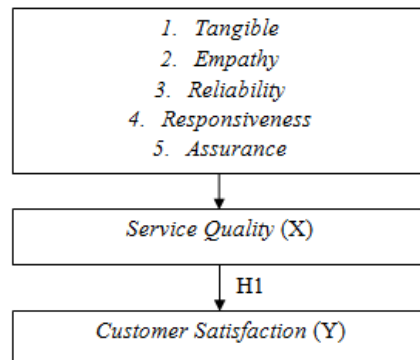 1. Tangible
2. Empathy
3. Reliability
4. Responsiveness
5. Assurance
Service Quality (X)
H1
Customer Satisfaction (Y)